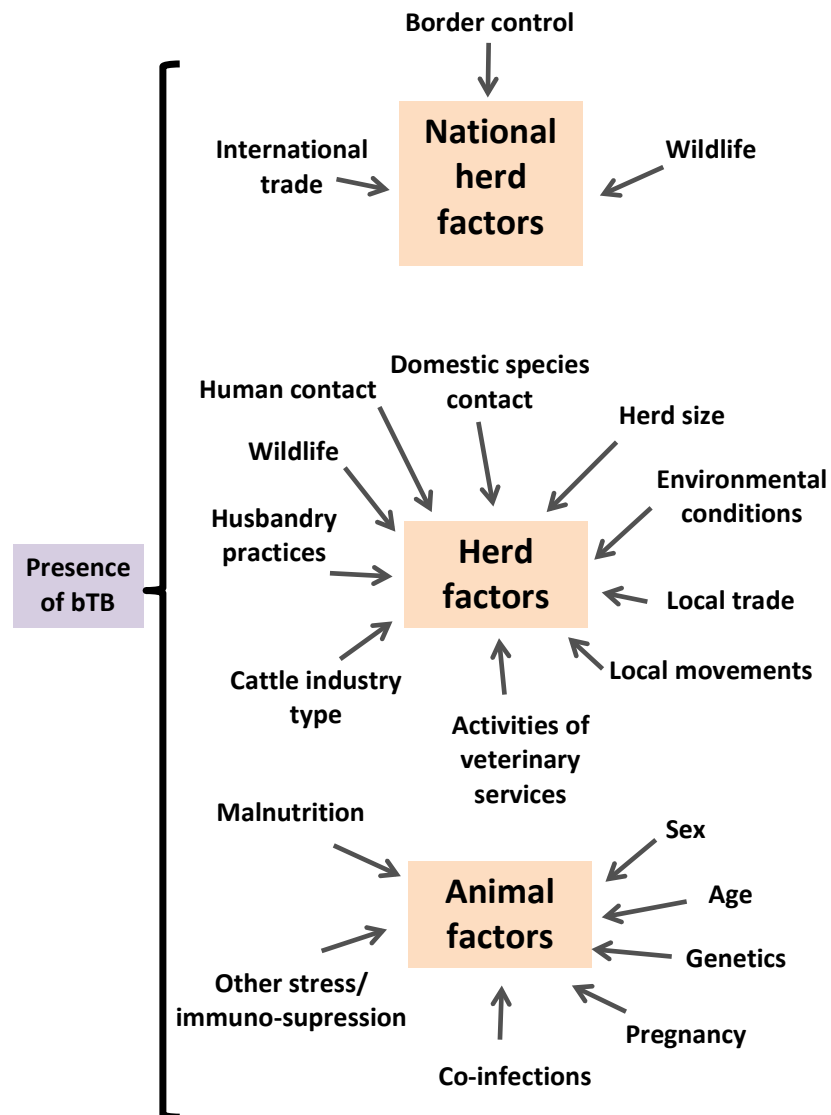 Border control
International
trade
National
herd
factors
Wildlife
Presence
of bTB
Human contact
Domestic species
contact
Herd size
Wildlife
Environmental
conditions
Husbandry
practices
Herd
factors
Local trade
Cattle industry
type
Local movements
Activities of
veterinary
services
Malnutrition
Sex
Animal
factors
Age
Genetics
Other stress/
immuno-supression
Pregnancy
Co-infections